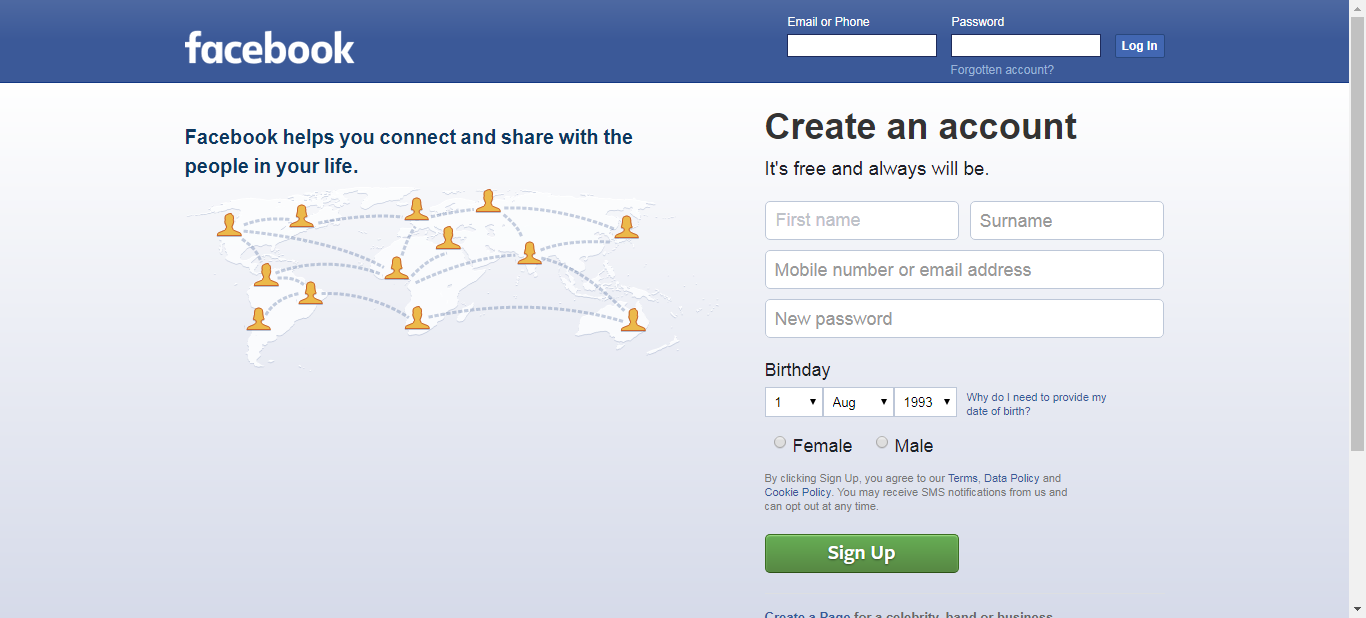 facebook
Email or Phone
Password
Log In
Forgotten account?
Facebook helps you connect and share with the
people in your life.
Create an account
It's free and always will be.
First name
Surname
Mobile number or email address
New password
Birthday
1
Aug
1993
Why do I need to provide my
date of birth?
Female
Male
By clicking Sign Up, you agree to our Terms, Data Policy and
Cookie Policy. You may receive SMS notifications from us and
can opt out at any time.
Sign Up
Create a Page for a celebrity, band or business.